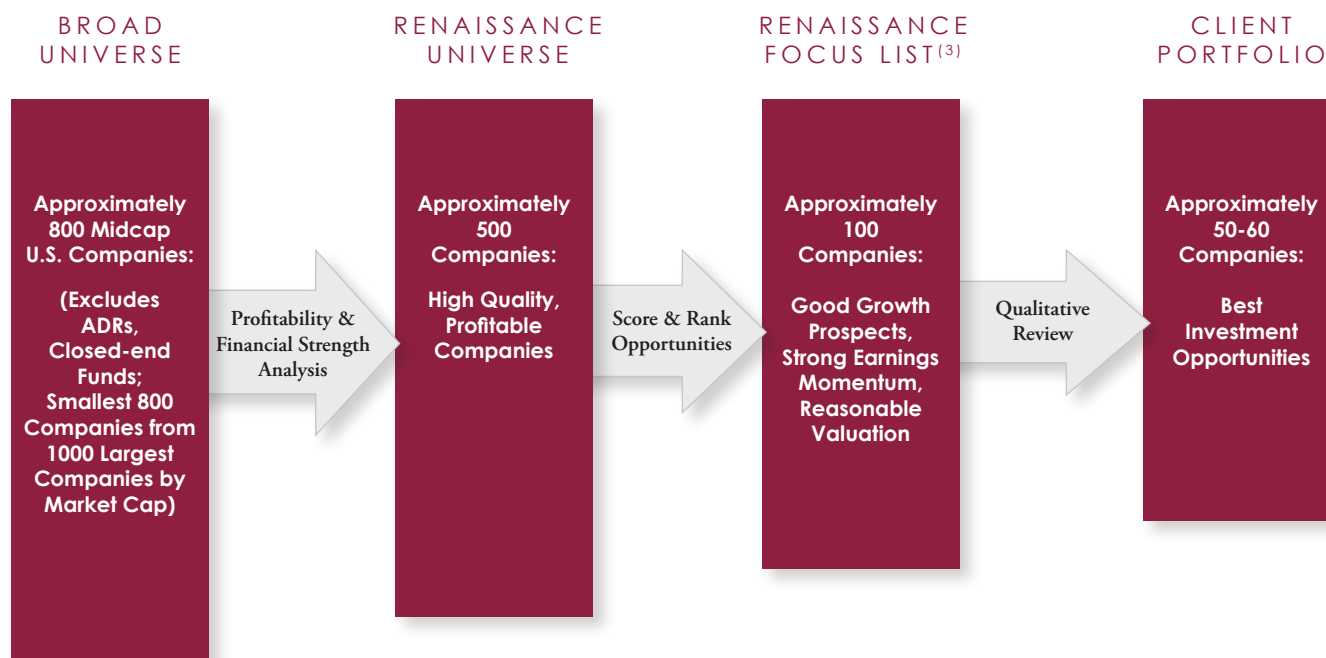 BROAD
UNIVERSE
Approximately
800 Midcap
U.S. Companies:
(Excludes
ADRs,
Closed-end
Funds;
Smallest 800
Companies from
1000 Largest
Companies by
Market Cap)
Profitability &
Financial Strength
Analysis
RENAISSANCE
UNIVERSE
Approximately
500
Companies:
High Quality,
Profitable
Companies
Score & Rank
Opportunities
RENAISSANCE
FOCUS LIST(3)
Approximately
100
Companies:
Good Growth
Prospects,
Strong Earnings
Momentum,
Reasonable
Valuation
Qualitative
Review
CLIENT
PORTFOLIO
Approximately
50-60
Companies:
Best
Investment
Opportunities